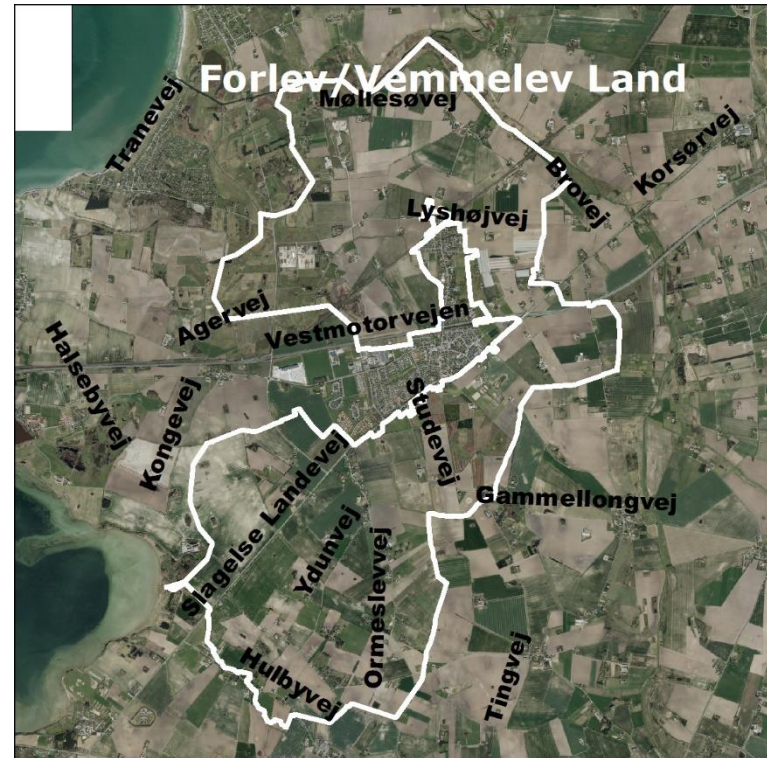 Forlev/Vemmelev Land
Møllesøvej
Tranevej
Korsørvej
Brovej
Lyshøjvej
Agervej
Vestmotorvejen
Halsebyvej
Kongevej
Studevej
Gammellongvej
Slagelse Landevej
Ydunvej
Ormeslevvej
Hulbyvej
Tingvej